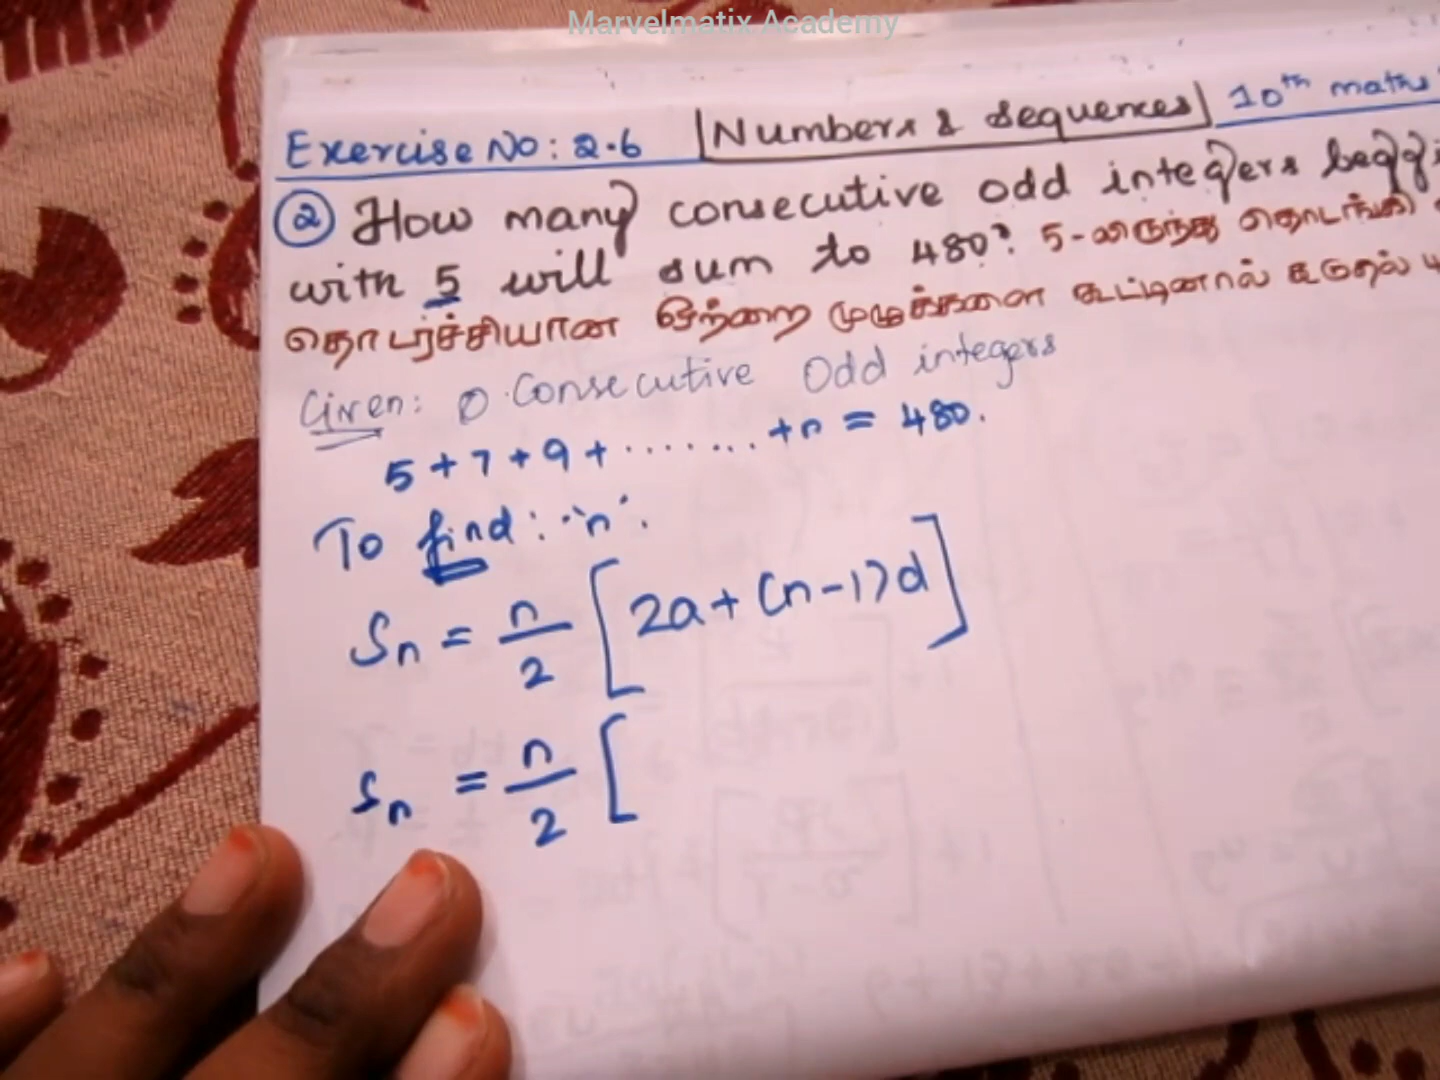 Marvelmatix Academy
Exercise No: 2.6 | Numbers & Sequences | 10th maths
② How many consecutive odd integers
with 5 will sum to 480? 5-லிருந்து தொடங்கி
தொடர்ச்சியான ஒற்றை முழுக்களை கூட்டினால் கூடுதல்
Given: Consecutive Odd integers
5 + 7 + 9 + ........ + n = 480.
To find: 'n'.
Sn = n/2 [2a + (n-1)d]
Sn = n/2 [